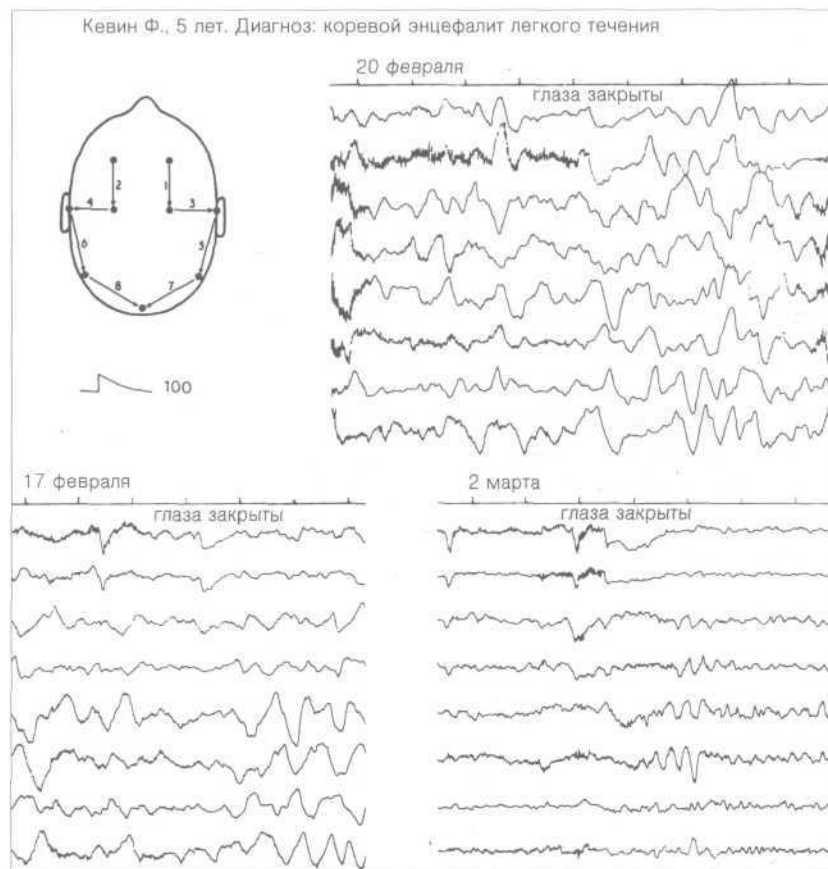 Кевин Ф., 5 лет. Диагноз: коревой энцефалит легкого течения
20 февраля
глаза закрыты
2
1
4
3
6
5
8
7
100
17 февраля
глаза закрыты
2 марта
глаза закрыты